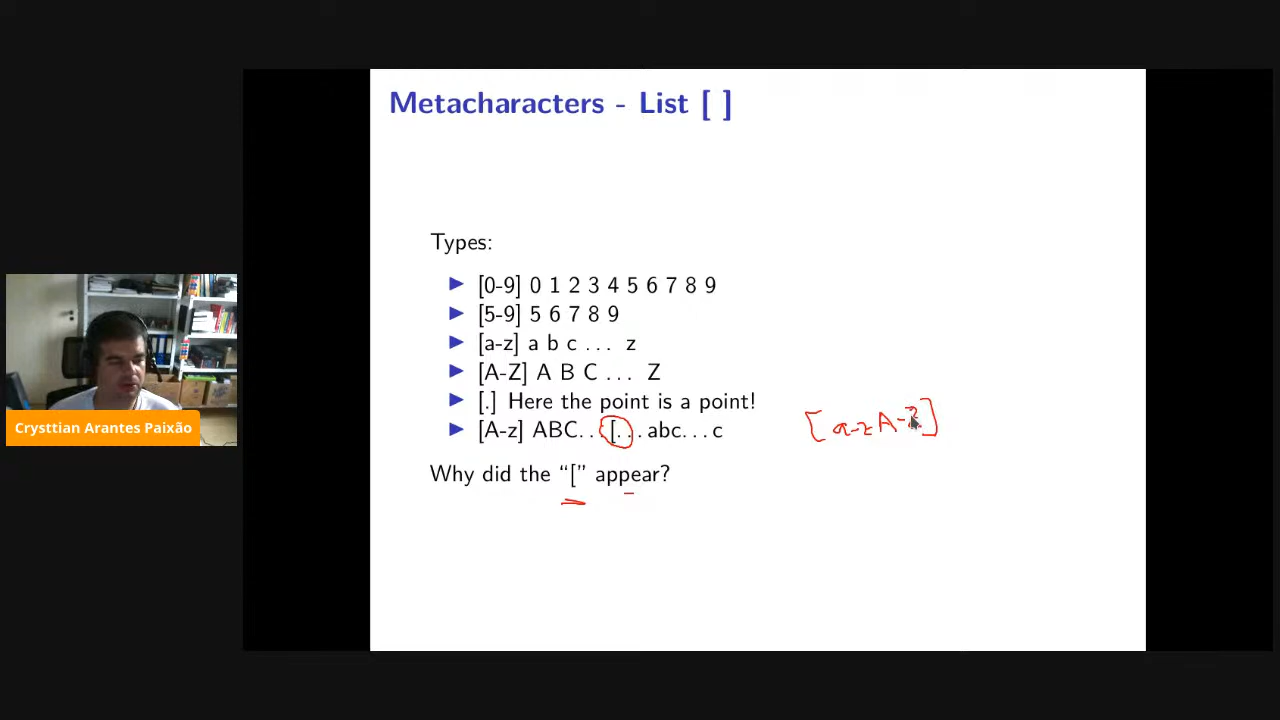 Metacharacters - List [ ]
Types:
[0-9] 0 1 2 3 4 5 6 7 8 9
[5-9] 5 6 7 8 9
[a-z] a b c ... z
[A-Z] A B C ... Z
[.] Here the point is a point!
[A-z] ABC...[...abc...c
[a-zA-Z]
Why did the “[” appear?
Crysttian Arantes Paixão